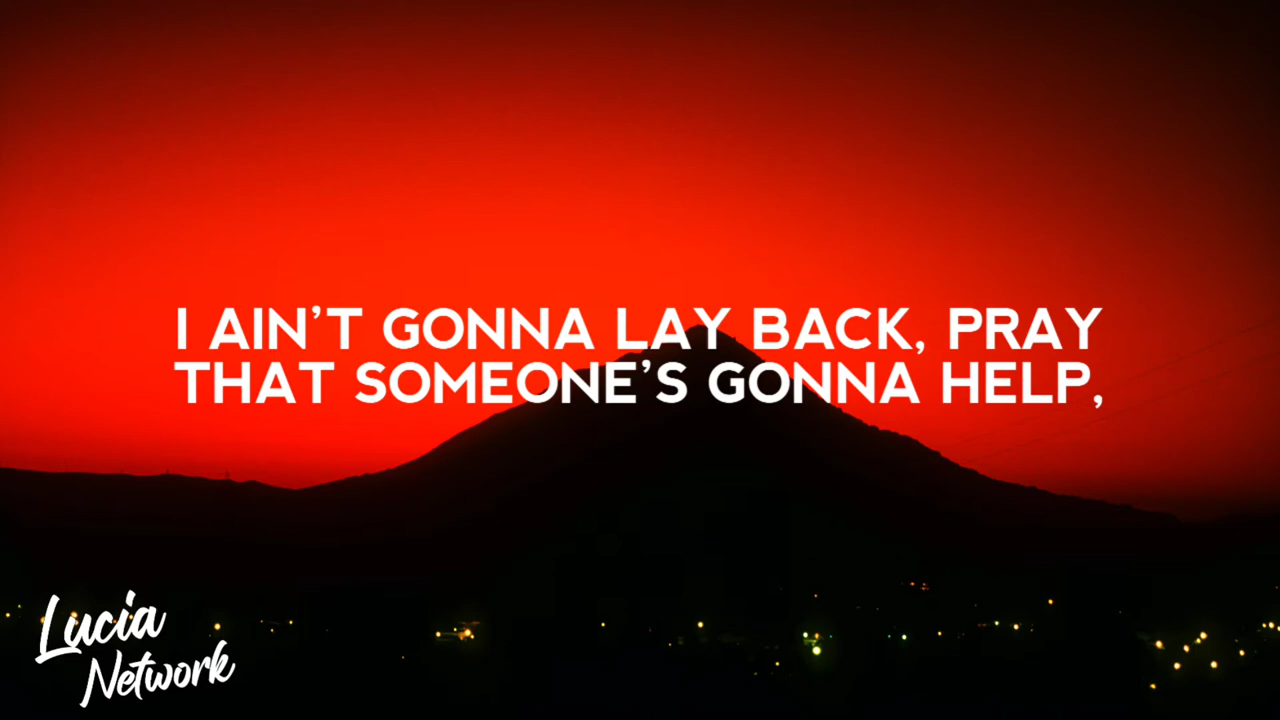 I AIN'T GONNA LAY BACK, PRAY
THAT SOMEONE'S GONNA HELP,
Lucia
Network